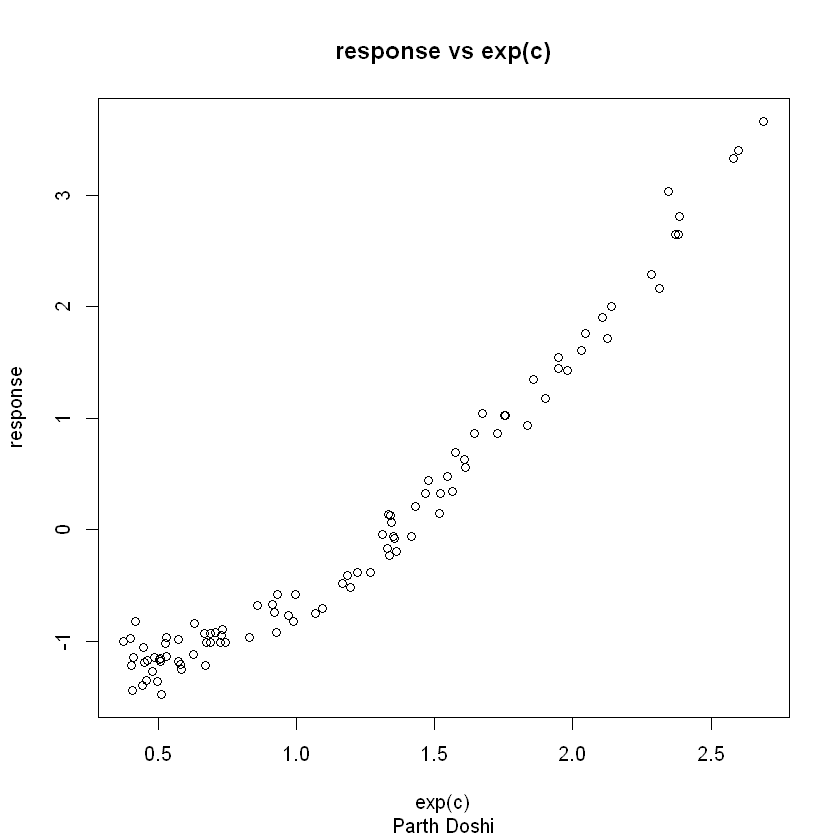 response vs exp(c)
response
3
2
1
0
-1
0.5 1.0 1.5 2.0 2.5
exp(c)
Parth Doshi